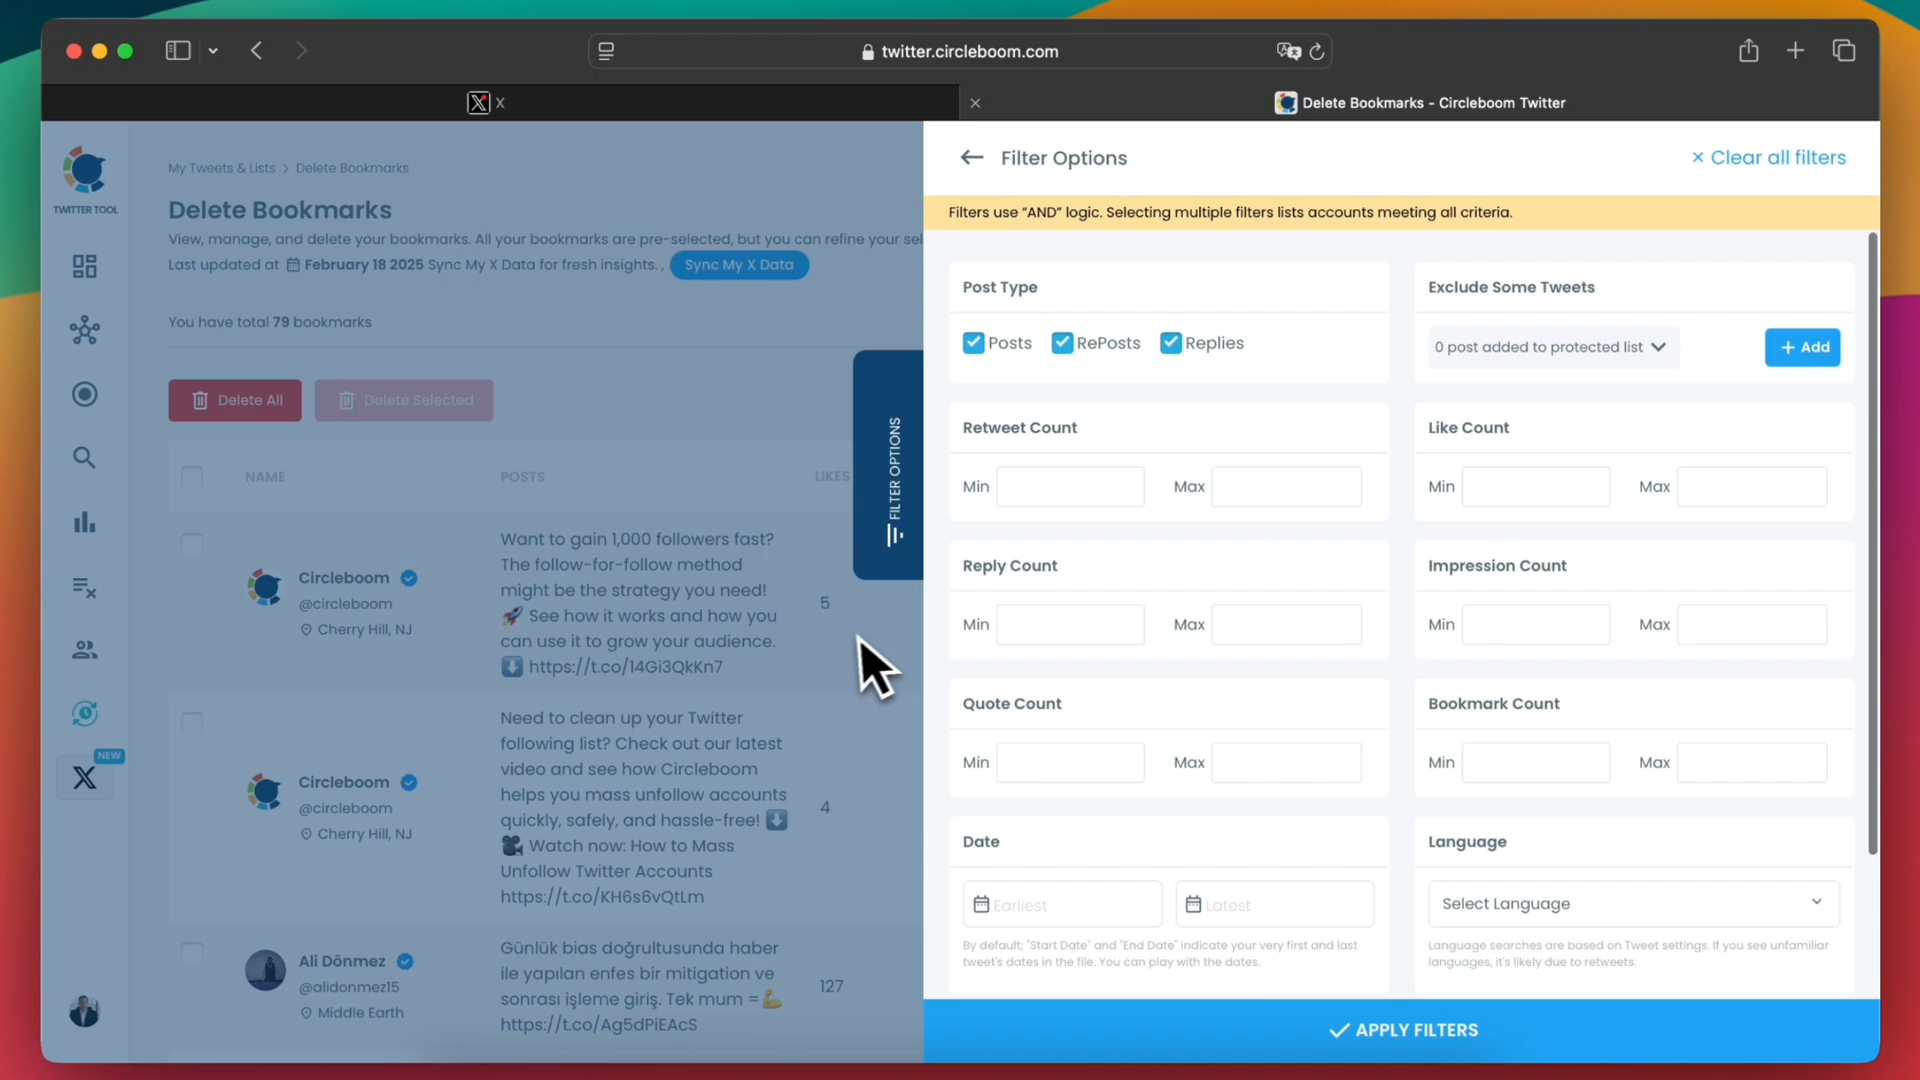 twitter.circleboom.com
X
Delete Bookmarks - Circleboom Twitter
TWITTER TOOL
NEW
My Tweets & Lists > Delete Bookmarks
Delete Bookmarks
View, manage, and delete your bookmarks. All your bookmarks are pre-selected, but you can refine your sel
Last updated at February 18 2025 Sync My X Data for fresh insights. , Sync My X Data
You have total 79 bookmarks
Delete All Delete Selected
NAME POSTS LIKES
Circleboom
@circleboom
Cherry Hill, NJ
Want to gain 1,000 followers fast?
The follow-for-follow method
might be the strategy you need!
🚀 See how it works and how you
can use it to grow your audience.
⬇️ https://t.co/14Gi3QkKn7
5
Circleboom
@circleboom
Cherry Hill, NJ
Need to clean up your Twitter
following list? Check out our latest
video and see how Circleboom
helps you mass unfollow accounts
quickly, safely, and hassle-free! ⬇️
🎥 Watch now: How to Mass
Unfollow Twitter Accounts
https://t.co/KH6s6vQtLm
4
Ali Dönmez
@alidonmez15
Middle Earth
Günlük bias doğrultusunda haber
ile yapılan enfes bir mitigation ve
sonrası işleme giriş. Tek mum =💪
https://t.co/Ag5dPiEAcS
127
FILTER OPTIONS
Filter Options
× Clear all filters
Filters use “AND” logic. Selecting multiple filters lists accounts meeting all criteria.
Post Type
Posts RePosts Replies
Exclude Some Tweets
0 post added to protected list
+ Add
Retweet Count
Min Max
Like Count
Min Max
Reply Count
Min Max
Impression Count
Min Max
Quote Count
Min Max
Bookmark Count
Min Max
Date
Earliest Latest
By default; "Start Date" and "End Date" indicate your very first and last
tweet's dates in the file. You can play with the dates.
Language
Select Language
Language searches are based on Tweet settings. If you see unfamiliar
languages, it's likely due to retweets.
APPLY FILTERS